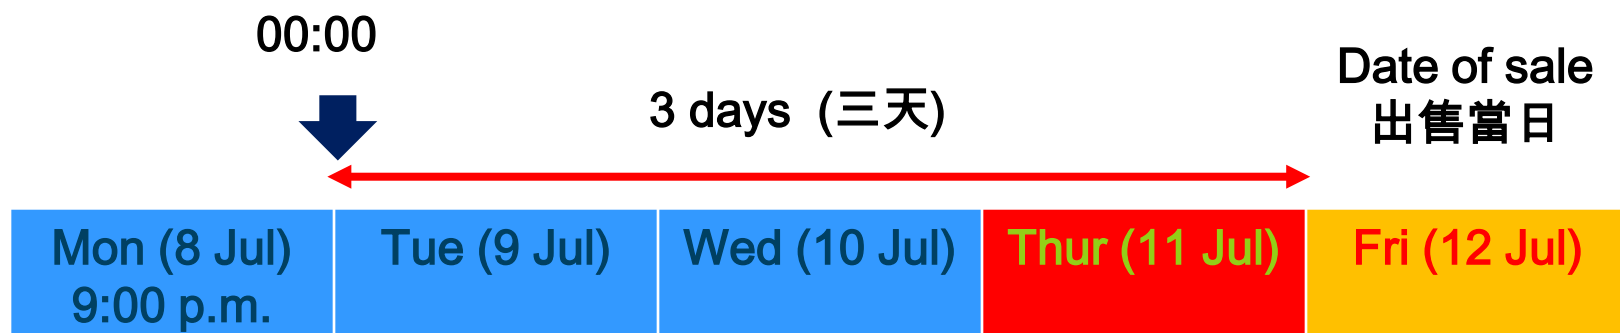 00:00
3 days (三天)
Date of sale
出售當日
Mon (8 Jul)
9:00 p.m.
Tue (9 Jul)
Wed (10 Jul)
Thur (11 Jul)
Fri (12 Jul)